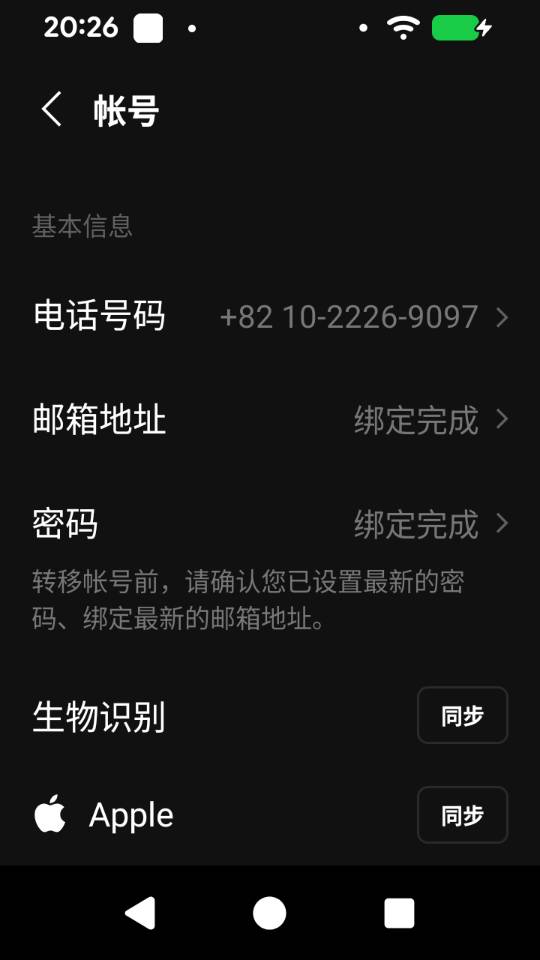 20:26
帐号
基本信息
电话号码 +82 10-2226-9097
邮箱地址 绑定完成
密码 绑定完成
转移帐号前，请确认您已设置最新的密
码、绑定最新的邮箱地址。
生物识别 同步
Apple 同步